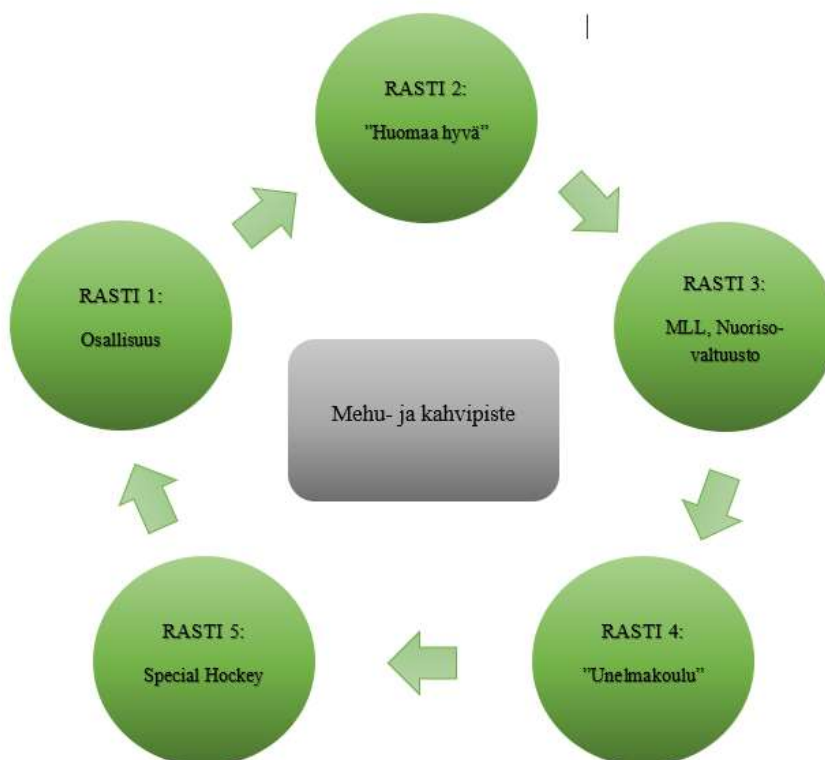 RASTI 1:
Osallisuus
RASTI 2:
”Huomaa hyvä”
RASTI 3:
MLL, Nuoriso-
valtuusto
RASTI 4:
”Unelmakoulu”
RASTI 5:
Special Hockey
Mehu- ja kahvipiste